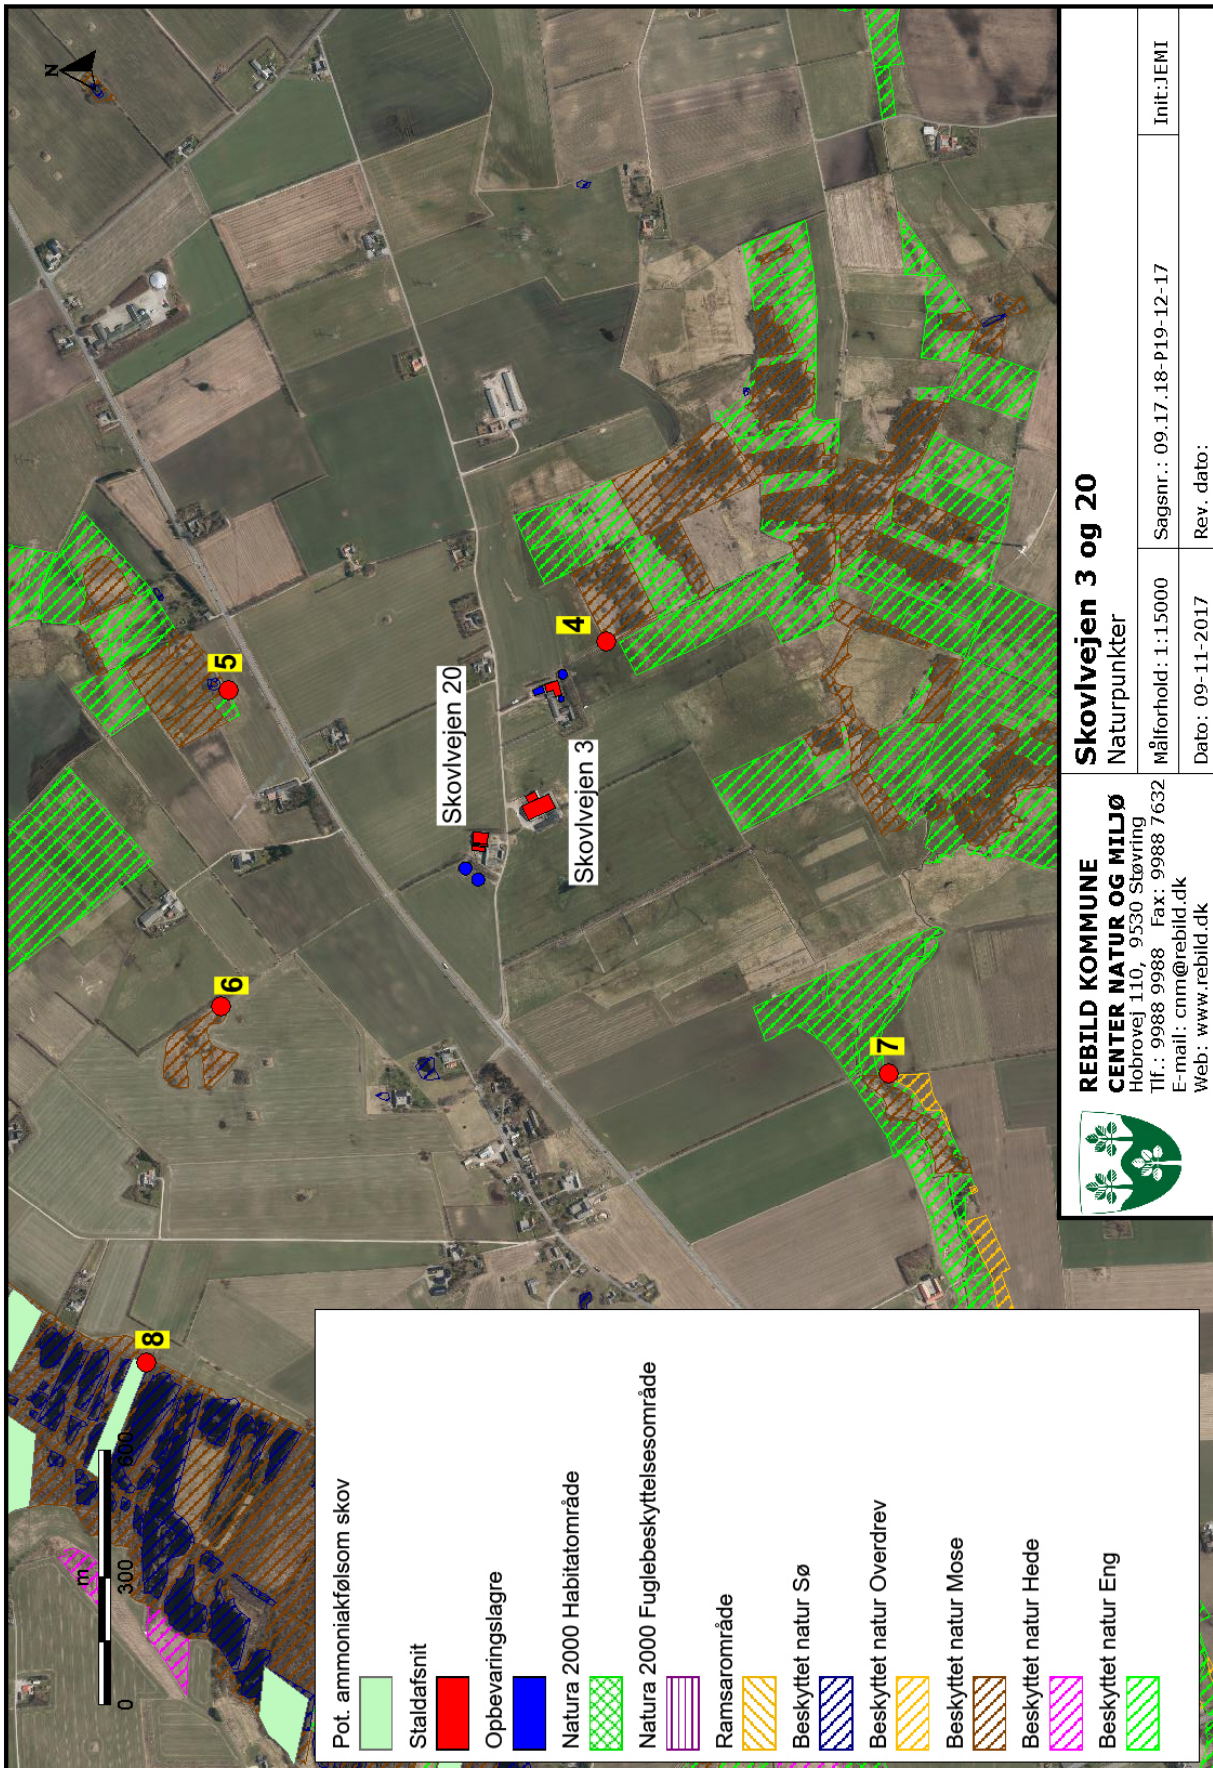 N
8
6
5
4
7
Skovlvejen 20
Skovlvejen 3
m
0 300 600
Pot. ammoniakfølsom skov
Staldafsnit
Opbevaringslagre
Natura 2000 Habitatområde
Natura 2000 Fuglebeskyttelsesområde
Ramsarområde
Beskyttet natur Sø
Beskyttet natur Overdrev
Beskyttet natur Mose
Beskyttet natur Hede
Beskyttet natur Eng
REBILD KOMMUNE
CENTER NATUR OG MILJØ
Hobrovej 110, 9530 Støvring
Tlf.: 9988 9988 Fax: 9988 7632
E-mail: cnm@rebild.dk
Web: www.rebild.dk
Skovlvejen 3 og 20
Naturpunkter
Målforhold: 1:15000
Sagsnr.: 09.17.18-P19-12-17
Init:JEMI
Dato: 09-11-2017
Rev. dato: